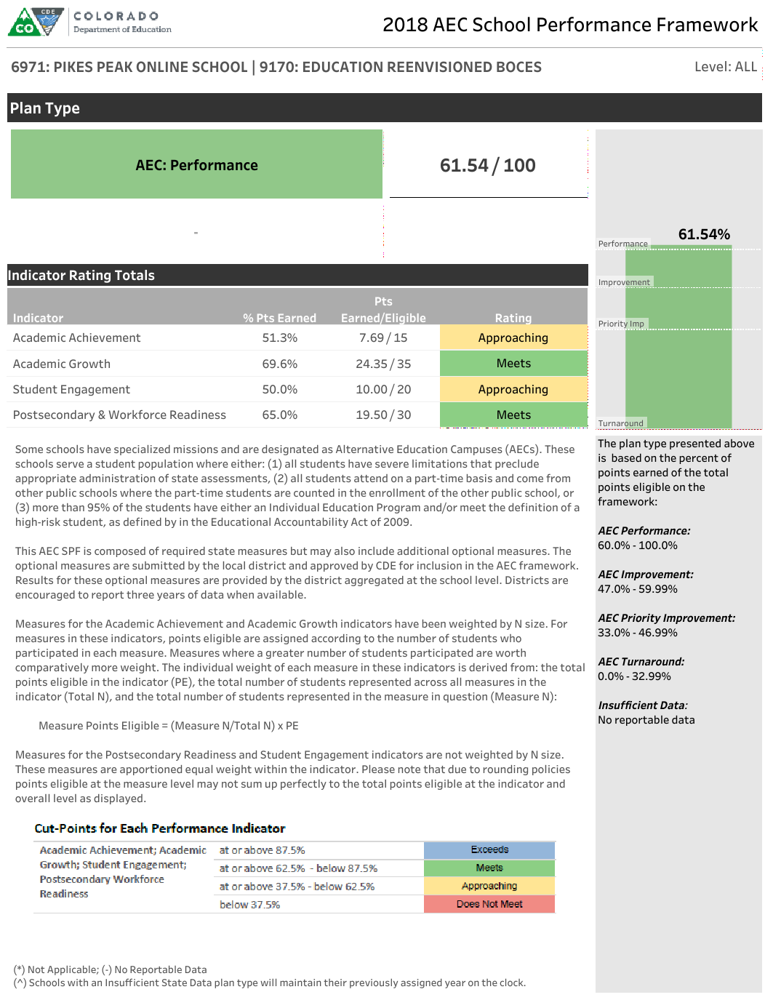 CDE
CO
COLORADO
Department of Education
2018 AEC School Performance Framework
6971: PIKES PEAK ONLINE SCHOOL | 9170: EDUCATION REENVISIONED BOCES
Level: ALL
Plan Type
AEC: Performance
61.54 / 100
-
61.54%
Performance
Improvement
Priority Imp
Turnaround
Indicator Rating Totals
Indicator % Pts Earned Pts Earned/Eligible Rating
Academic Achievement 51.3% 7.69 / 15 Approaching
Academic Growth 69.6% 24.35 / 35 Meets
Student Engagement 50.0% 10.00 / 20 Approaching
Postsecondary & Workforce Readiness 65.0% 19.50 / 30 Meets
Some schools have specialized missions and are designated as Alternative Education Campuses (AECs). These
schools serve a student population where either: (1) all students have severe limitations that preclude
appropriate administration of state assessments, (2) all students attend on a part-time basis and come from
other public schools where the part-time students are counted in the enrollment of the other public school, or
(3) more than 95% of the students have either an Individual Education Program and/or meet the definition of a
high-risk student, as defined by in the Educational Accountability Act of 2009.
This AEC SPF is composed of required state measures but may also include additional optional measures. The
optional measures are submitted by the local district and approved by CDE for inclusion in the AEC framework.
Results for these optional measures are provided by the district aggregated at the school level. Districts are
encouraged to report three years of data when available.
Measures for the Academic Achievement and Academic Growth indicators have been weighted by N size. For
measures in these indicators, points eligible are assigned according to the number of students who
participated in each measure. Measures where a greater number of students participated are worth
comparatively more weight. The individual weight of each measure in these indicators is derived from: the total
points eligible in the indicator (PE), the total number of students represented across all measures in the
indicator (Total N), and the total number of students represented in the measure in question (Measure N):
Measure Points Eligible = (Measure N/Total N) x PE
Measures for the Postsecondary Readiness and Student Engagement indicators are not weighted by N size.
These measures are apportioned equal weight within the indicator. Please note that due to rounding policies
points eligible at the measure level may not sum up perfectly to the total points eligible at the indicator and
overall level as displayed.
The plan type presented above
is based on the percent of
points earned of the total
points eligible on the
framework:
AEC Performance:
60.0% - 100.0%
AEC Improvement:
47.0% - 59.99%
AEC Priority Improvement:
33.0% - 46.99%
AEC Turnaround:
0.0% - 32.99%
Insufficient Data:
No reportable data
Cut-Points for Each Performance Indicator
Academic Achievement; Academic
Growth; Student Engagement;
Postsecondary Workforce
Readiness
at or above 87.5% Exceeds
at or above 62.5% - below 87.5% Meets
at or above 37.5% - below 62.5% Approaching
below 37.5% Does Not Meet
(*) Not Applicable; (-) No Reportable Data
(^) Schools with an Insufficient State Data plan type will maintain their previously assigned year on the clock.